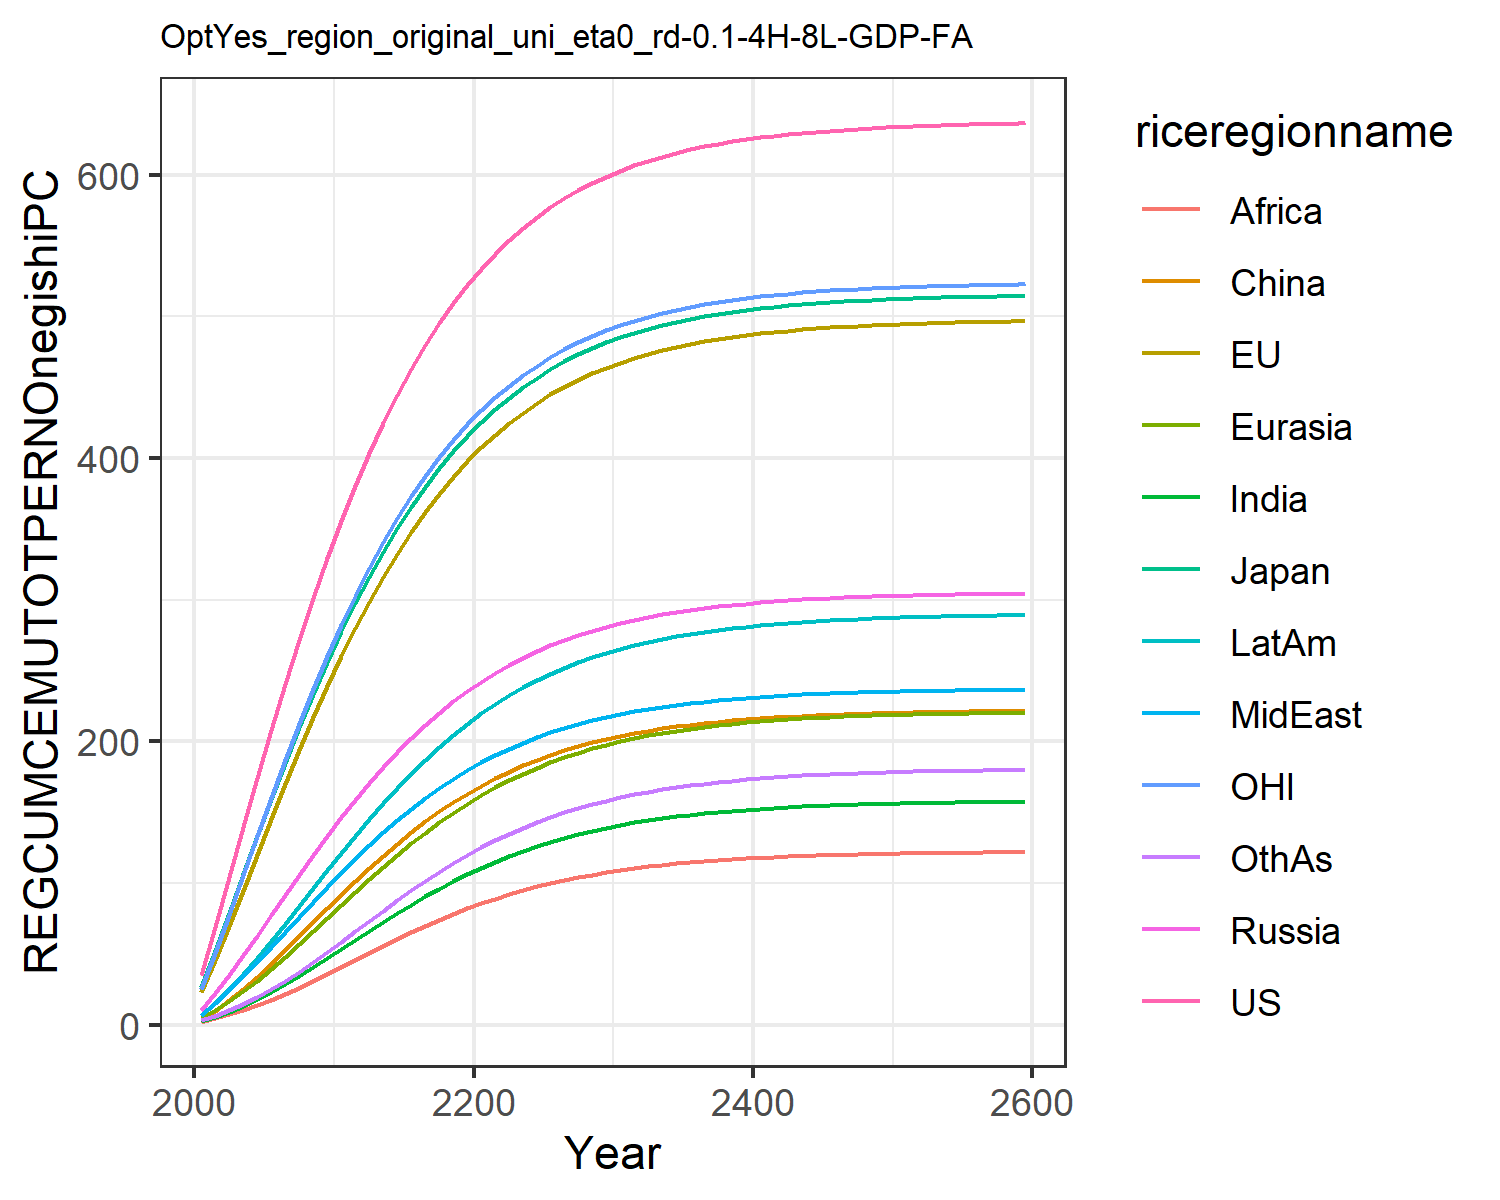 OptYes_region_original_uni_eta0_rd-0.1-4H-8L-GDP-FA
REGCUMCEMUTOTPERNOnegishiPC
600
400
200
0
2000
2200
2400
2600
Year
riceregionname
Africa
China
EU
Eurasia
India
Japan
LatAm
MidEast
OHI
OthAs
Russia
US